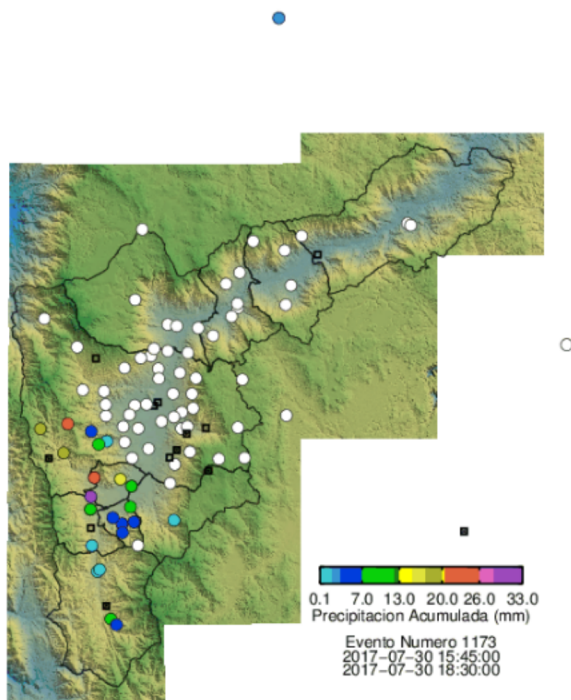 0.1 7.0 13.0 20.0 26.0 33.0
Precipitacion Acumulada (mm)
Evento Numero 1173
2017-07-30 15:45:00
2017-07-30 18:30:00